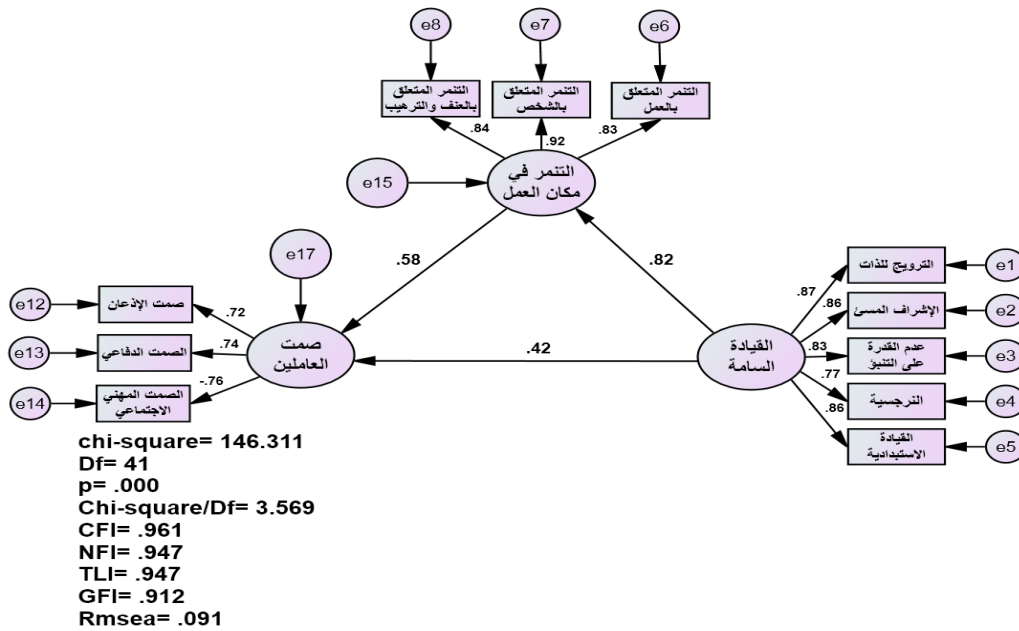 e8
e7
e6
التنمر المتعلق
بالعنف والترهيب
التنمر المتعلق
بالشخص
التنمر المتعلق
بالعمل
.84
.92
.83
التنمر في
مكان العمل
e15
.58
.82
e17
e12
صمت الإذعان
.72
e13
الصمت الدفاعي
.74
e14
الصمت المهني
الاجتماعي
-.76
صمت
العاملين
.42
القيادة
السامة
.87
الترويج للذات
e1
.86
الإشراف المسئ
e2
.83
عدم القدرة
على التنبؤ
e3
.77
النرجسية
e4
.86
القيادة
الاستبدادية
e5
chi-square= 146.311
Df= 41
p= .000
Chi-square/Df= 3.569
CFI= .961
NFI= .947
TLI= .947
GFI= .912
Rmsea= .091